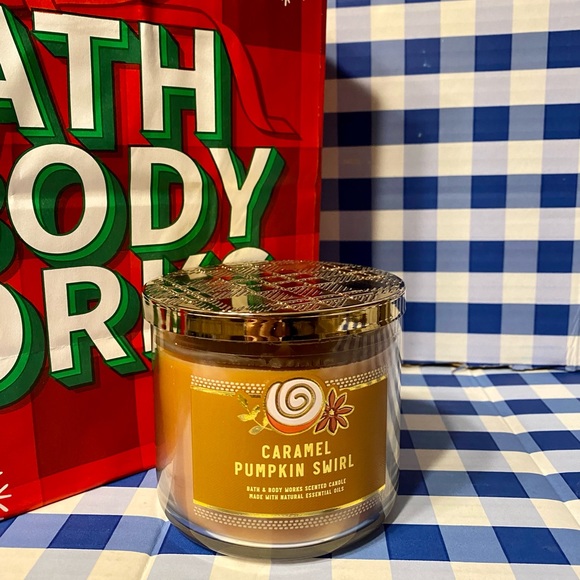 ATH
BODY
ORK
CARAMEL
PUMPKIN SWIRL
BATH & BODY WORKS SCENTED CANDLE
MADE WITH NATURAL ESSENTIAL OILS